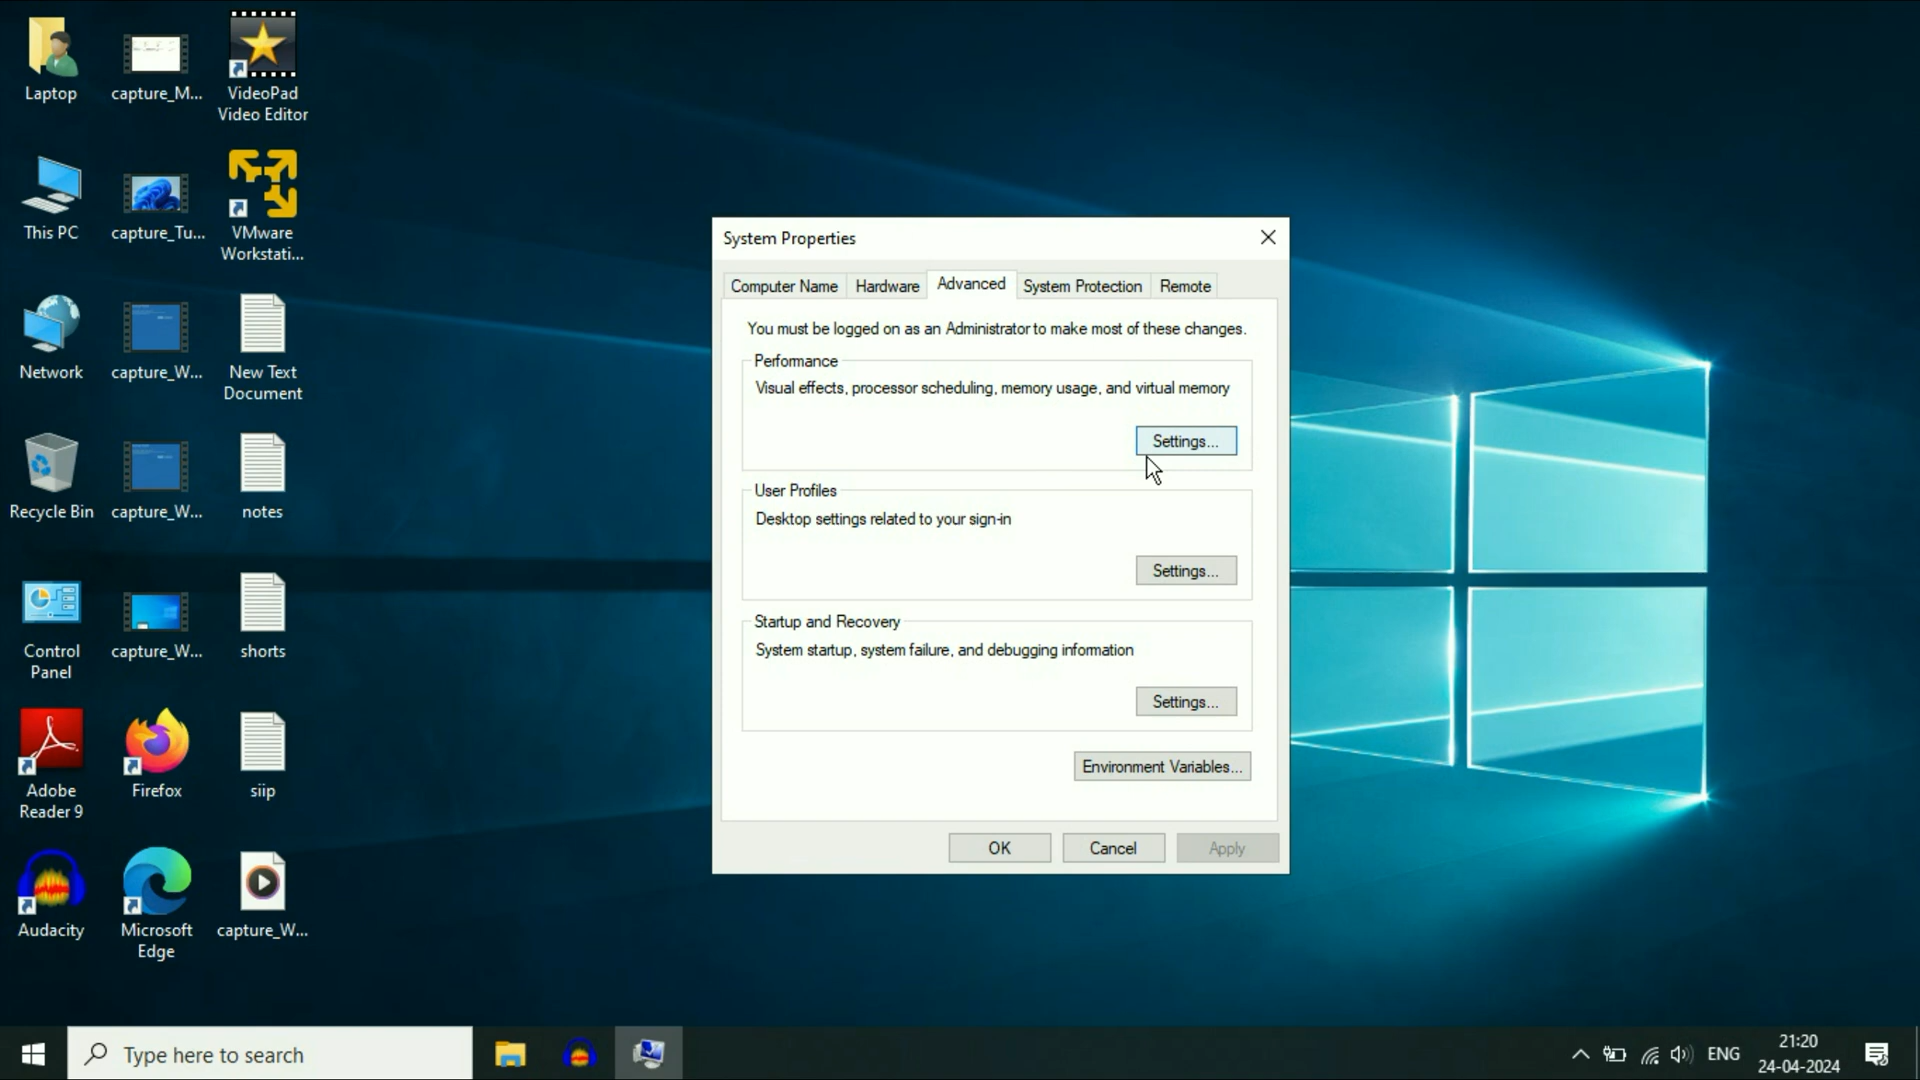 Laptop
capture_M...
VideoPad
Video Editor
This PC
capture_Tu...
VMware
Workstati...
Network
capture_W...
New Text
Document
Recycle Bin
capture_W...
notes
Control
Panel
capture_W...
shorts
Adobe
Reader 9
Firefox
siip
Audacity
Microsoft
Edge
capture_W...
System Properties
Computer Name
Hardware
Advanced
System Protection
Remote
You must be logged on as an Administrator to make most of these changes.
Performance
Visual effects, processor scheduling, memory usage, and virtual memory
Settings...
User Profiles
Desktop settings related to your sign-in
Settings...
Startup and Recovery
System startup, system failure, and debugging information
Settings...
Environment Variables...
OK
Cancel
Apply
Type here to search
ENG
21:20
24-04-2024